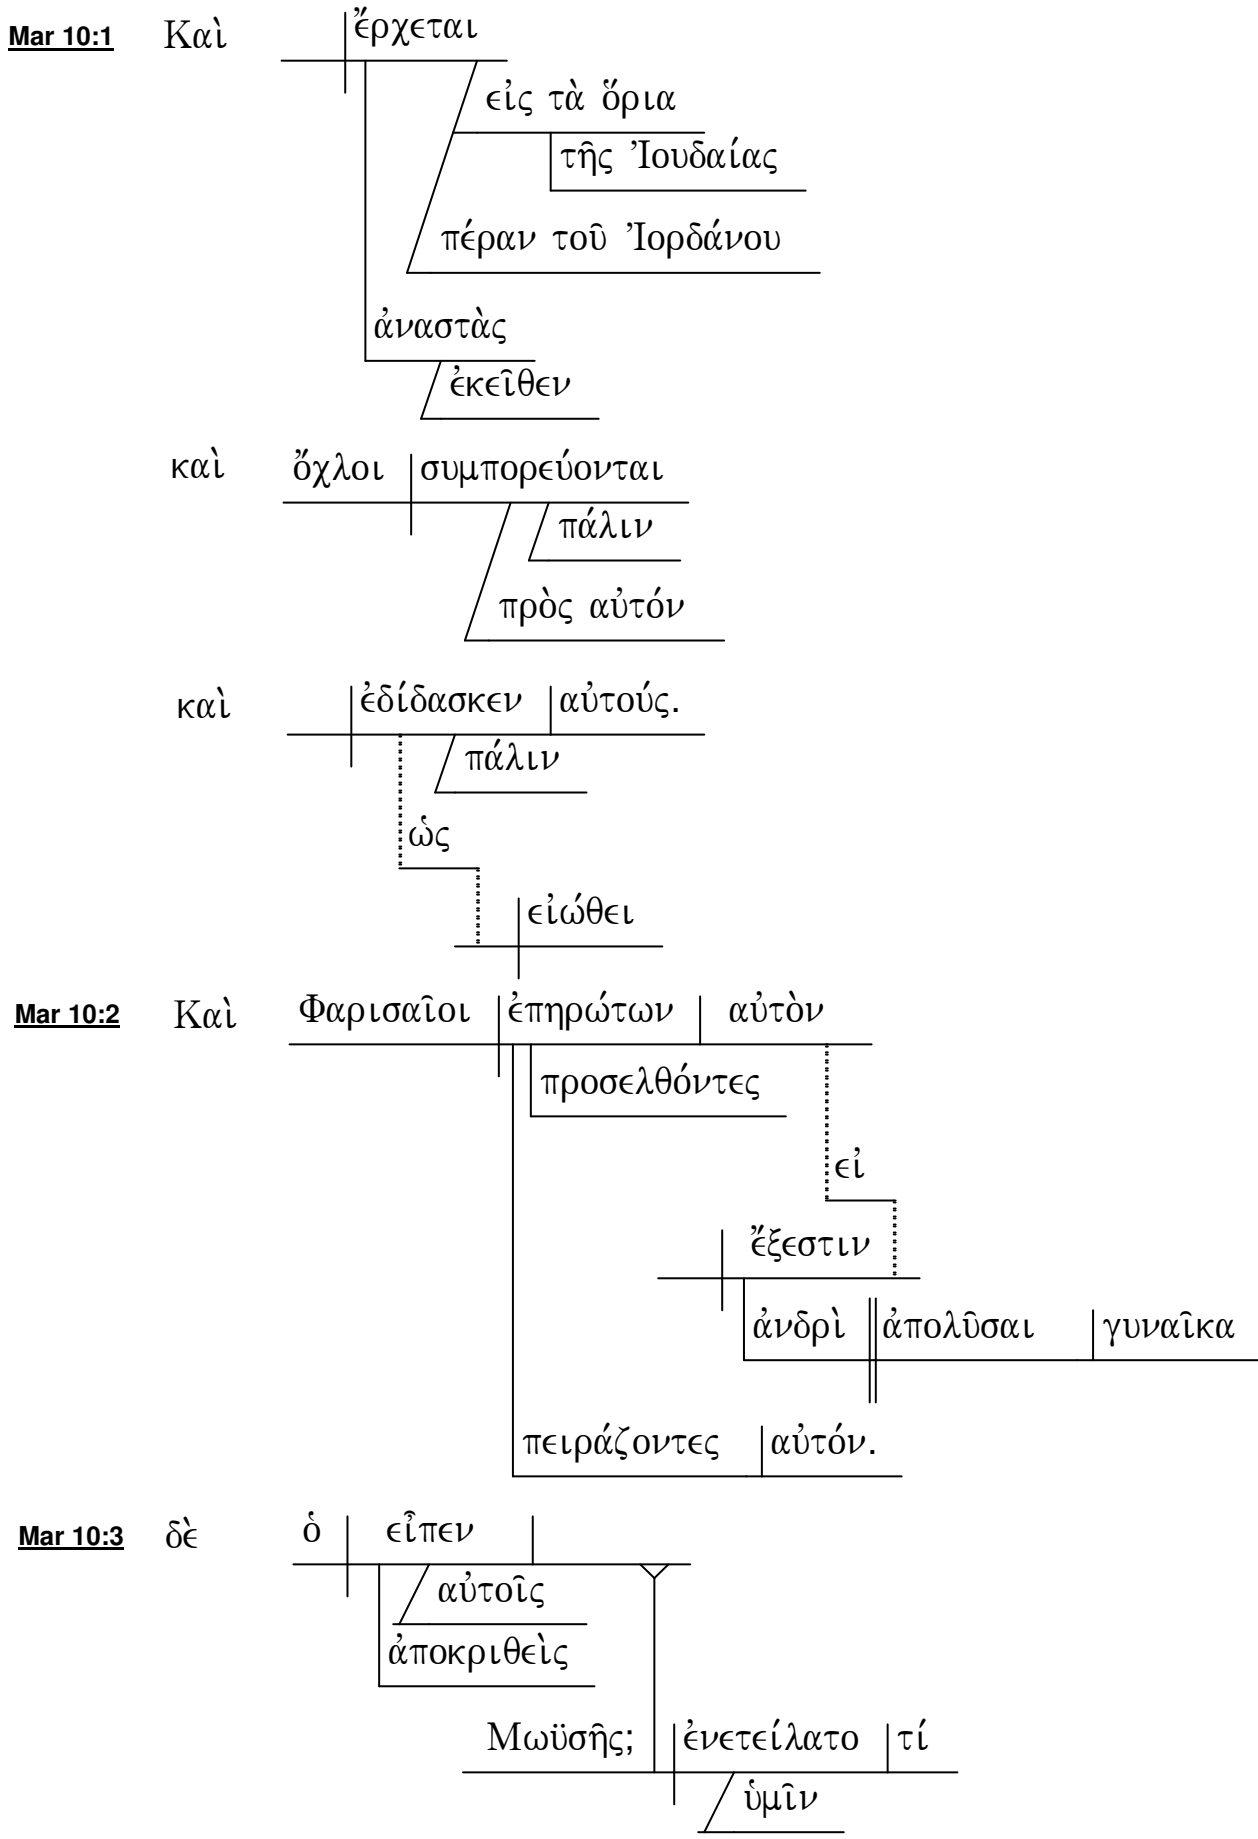 Mar 10:1 Καὶ ἔρχεται
εἰς τὰ ὅρια
τῆς Ἰουδαίας
πέραν τοῦ Ἰορδάνου
ἀναστὰς
ἐκεῖθεν
καὶ ὄχλοι συμπορεύονται
πάλιν
πρὸς αὐτόν
καὶ ἐδίδασκεν αὐτούς.
πάλιν
ὡς
εἰώθει
Mar 10:2 Καὶ Φαρισαῖοι ἐπηρώτων αὐτὸν
προσελθόντες
εἰ
ἔξεστιν
ἀνδρὶ ἀπολῦσαι γυναῖκα
πειράζοντες αὐτόν.
Mar 10:3 δὲ ὁ εἶπεν
αὐτοῖς
ἀποκριθεὶς
Μωϋσῆς; ἐνετείλατο τί
ὑμῖν